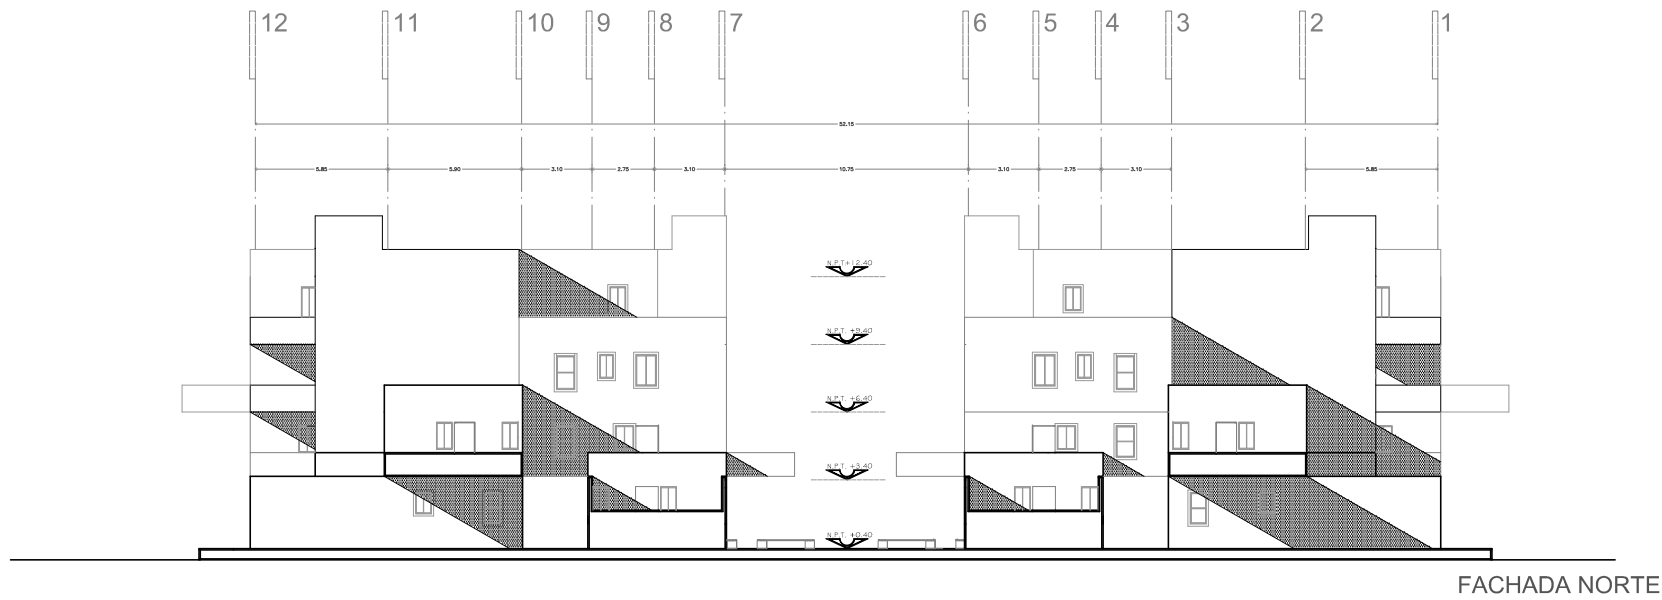 12 11 10 9 8 7 6 5 4 3 2 1
52.15
5.85 5.90 3.10 2.75 3.10 10.75 3.10 2.75 3.10 5.85
N.P.T.+12.40
N.P.T. +9.40
N.P.T. +6.40
N.P.T. +3.40
N.P.T. +0.40
FACHADA NORTE